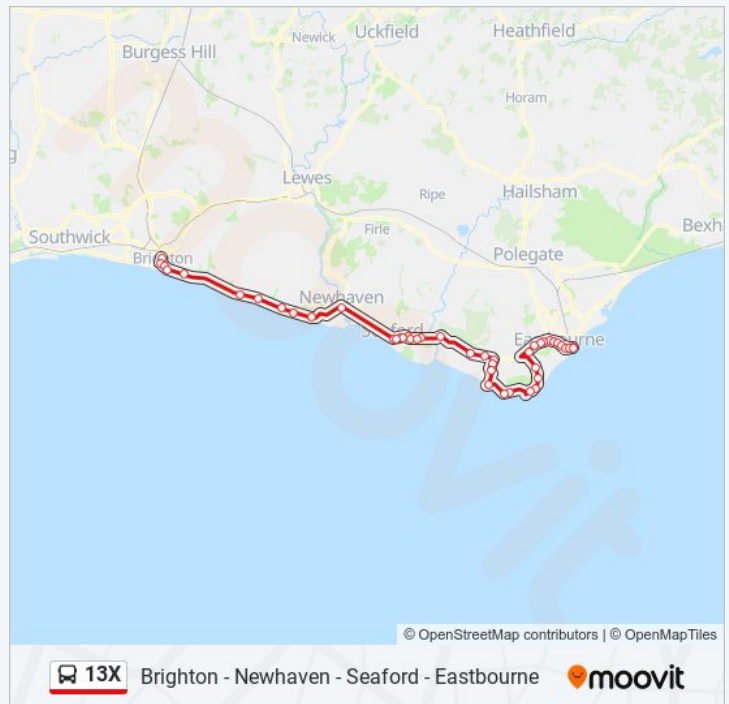 Newick
Uckfield
Heathfield
Burgess Hill
Horam
Lewes
Ripe
Hailsham
Firle
Southwick
Bexh
Brighton
Polegate
Newhaven
Seaford
Eastbourne
moovit
© OpenStreetMap contributors | © OpenMapTiles
13X Brighton - Newhaven - Seaford - Eastbourne moovit